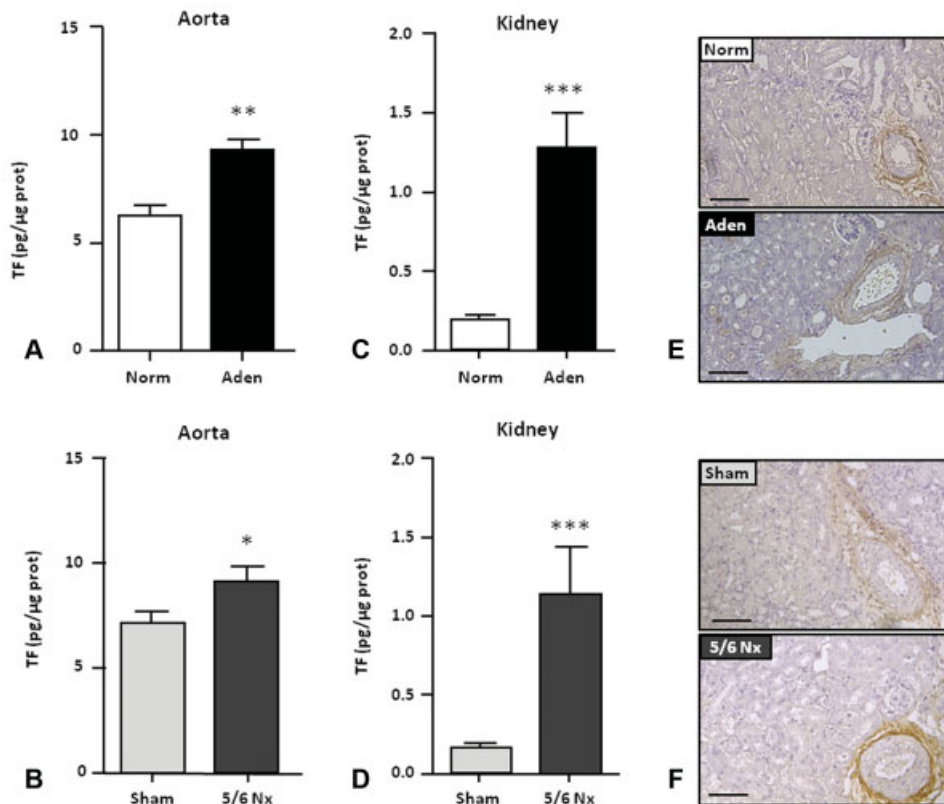 Aorta
15
10
5
0
TF (pg/µg prot)
**
Norm Aden
A
Kidney
2.0
1.5
1.0
0.5
0.0
TF (pg/µg prot)
***
Norm Aden
C
Norm
Aden
E
Aorta
15
10
5
0
TF (pg/µg prot)
*
Sham 5/6 Nx
B
Kidney
2.0
1.5
1.0
0.5
0.0
TF (pg/µg prot)
***
Sham 5/6 Nx
D
Sham
5/6 Nx
F